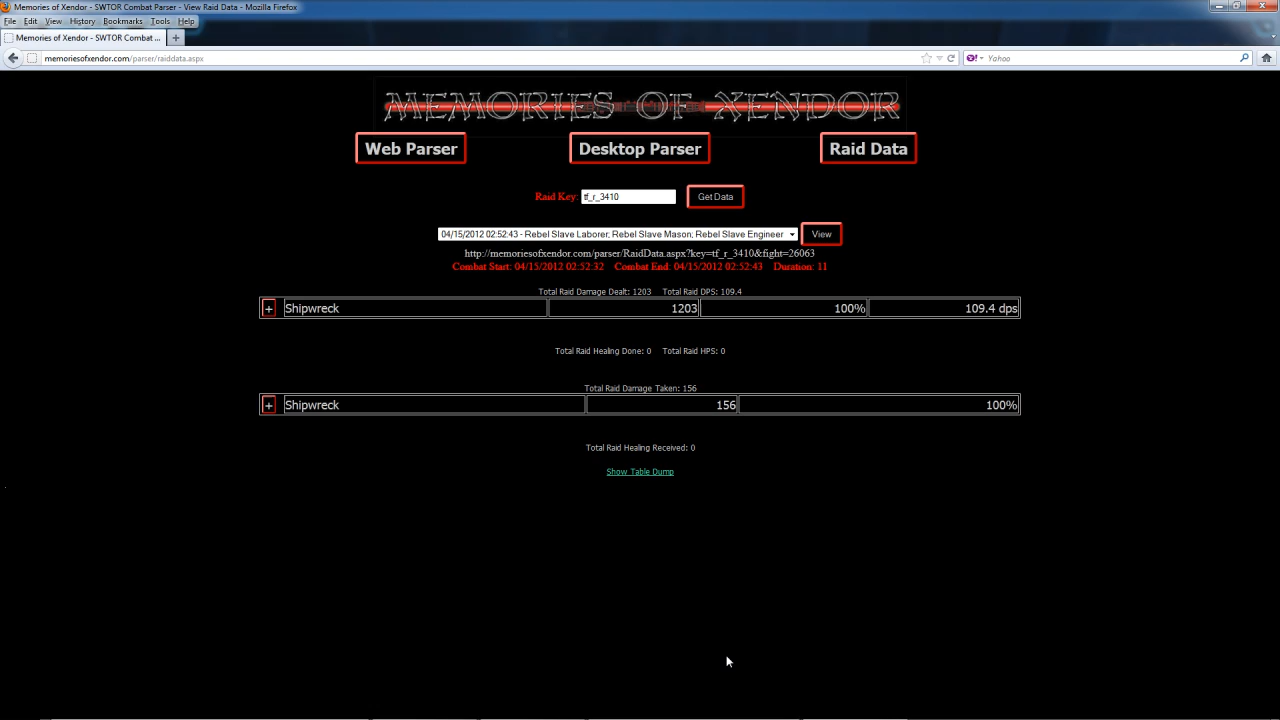 Memories of Xendor - SWTOR Combat Parser - View Raid Data - Mozilla Firefox
File Edit View History Bookmarks Tools Help
Memories of Xendor - SWTOR Combat ...
memoriesofxendor.com/parser/raiddata.aspx
Yahoo
MEMORIES OF XENDOR
Web Parser Desktop Parser Raid Data
Raid Key: tf_r_3410 Get Data
04/15/2012 02:52:43 - Rebel Slave Laborer; Rebel Slave Mason; Rebel Slave Engineer View
http://memoriesofxendor.com/parser/RaidData.aspx?key=tf_r_3410&fight=26063
Combat Start: 04/15/2012 02:52:32 Combat End: 04/15/2012 02:52:43 Duration: 11
Total Raid Damage Dealt: 1203 Total Raid DPS: 109.4
+ Shipwreck 1203 100% 109.4 dps
Total Raid Healing Done: 0 Total Raid HPS: 0
Total Raid Damage Taken: 156
+ Shipwreck 156 100%
Total Raid Healing Received: 0
Show Table Dump